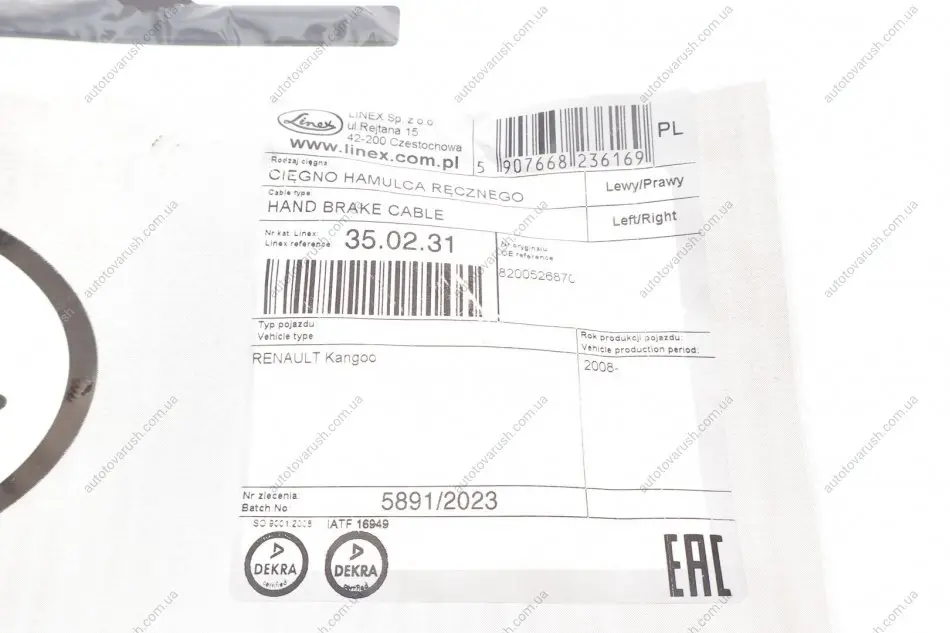 Linex
LINEX Sp. z o.o
ul.Rejtana 15
42-200 Czestochowa
www.linex.com.pl
5 907668 236169
PL
Rodzaj cięgna
CIĘGNO HAMULCA RĘCZNEGO
Lewy/Prawy
Cable type
HAND BRAKE CABLE
Left/Right
Nr kat. Linex:
Linex reference:
35.02.31
Nr oryginału
OE reference
8200526870
Typ pojazdu
Vehicle type
Rok produkcji pojazdu:
Vehicle production period:
RENAULT Kangoo
2008-
Nr zlecenia
Batch No
5891/2023
ISO 9001:2008
IATF 16949
DEKRA
certified
DEKRA
certified
EAC
autotovarush.com.ua